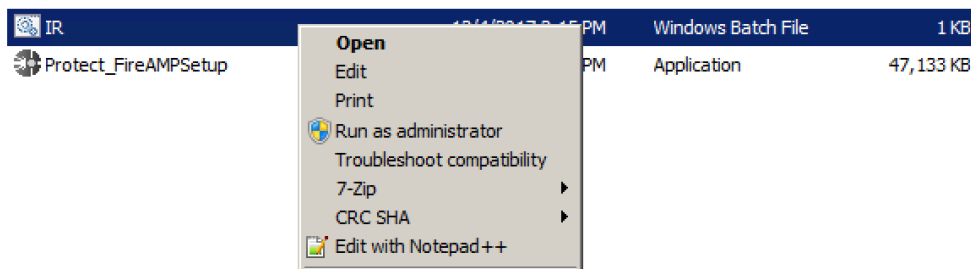 IR PM Windows Batch File 1 KB
Protect_FireAMPSetup PM Application 47,133 KB
Open
Edit
Print
Run as administrator
Troubleshoot compatibility
7-Zip
CRC SHA
Edit with Notepad++